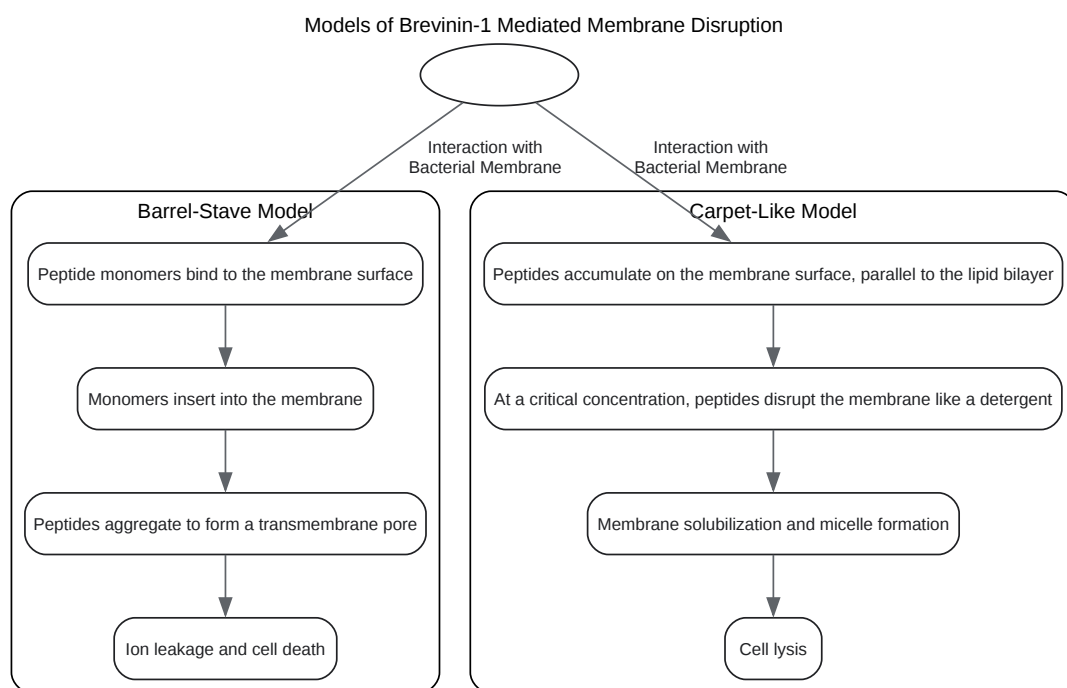 Models of Brevinin-1 Mediated Membrane Disruption
Interaction with
Bacterial Membrane
Interaction with
Bacterial Membrane
Barrel-Stave Model
Peptide monomers bind to the membrane surface
Monomers insert into the membrane
Peptides aggregate to form a transmembrane pore
Ion leakage and cell death
Carpet-Like Model
Peptides accumulate on the membrane surface, parallel to the lipid bilayer
At a critical concentration, peptides disrupt the membrane like a detergent
Membrane solubilization and micelle formation
Cell lysis